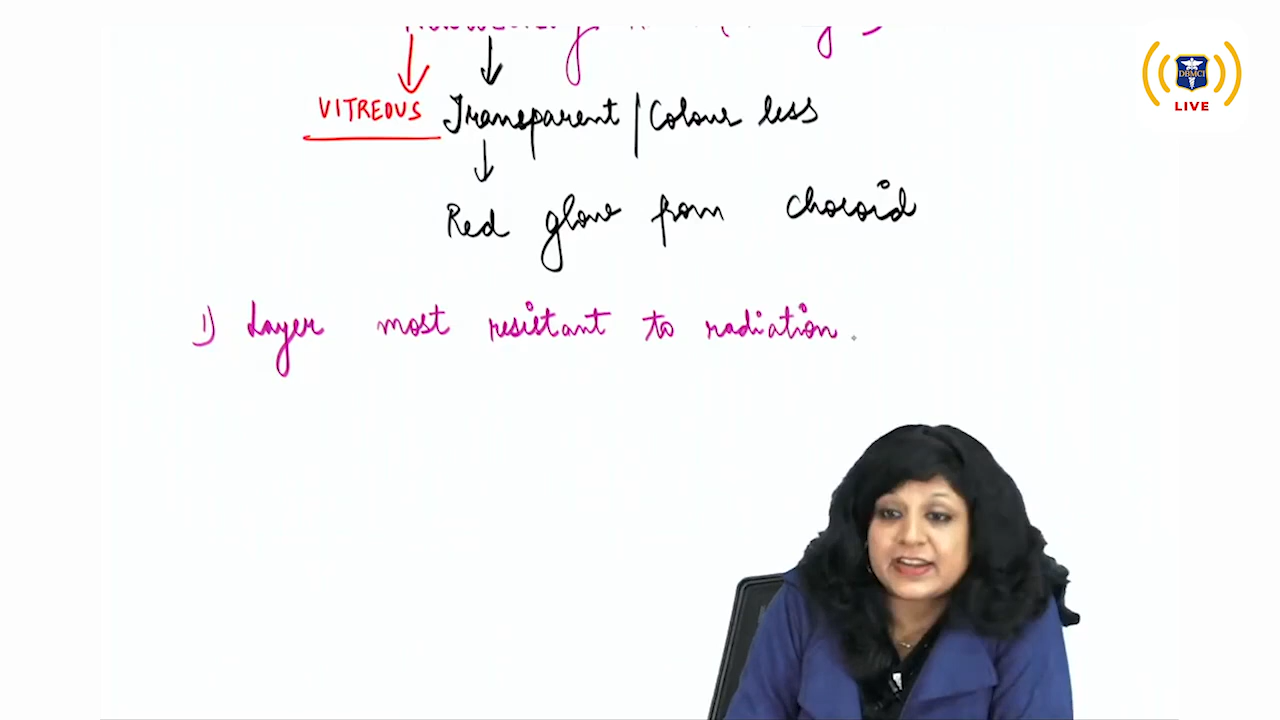 VITREOUS Transparent / Colour less
Red glow from choroid
1) Layer most resistant to radiation.
DBMCI
LIVE